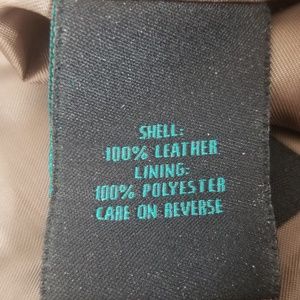 SHELL:
100% LEATHER
LINING:
100% POLYESTER
CARE ON REVERSE